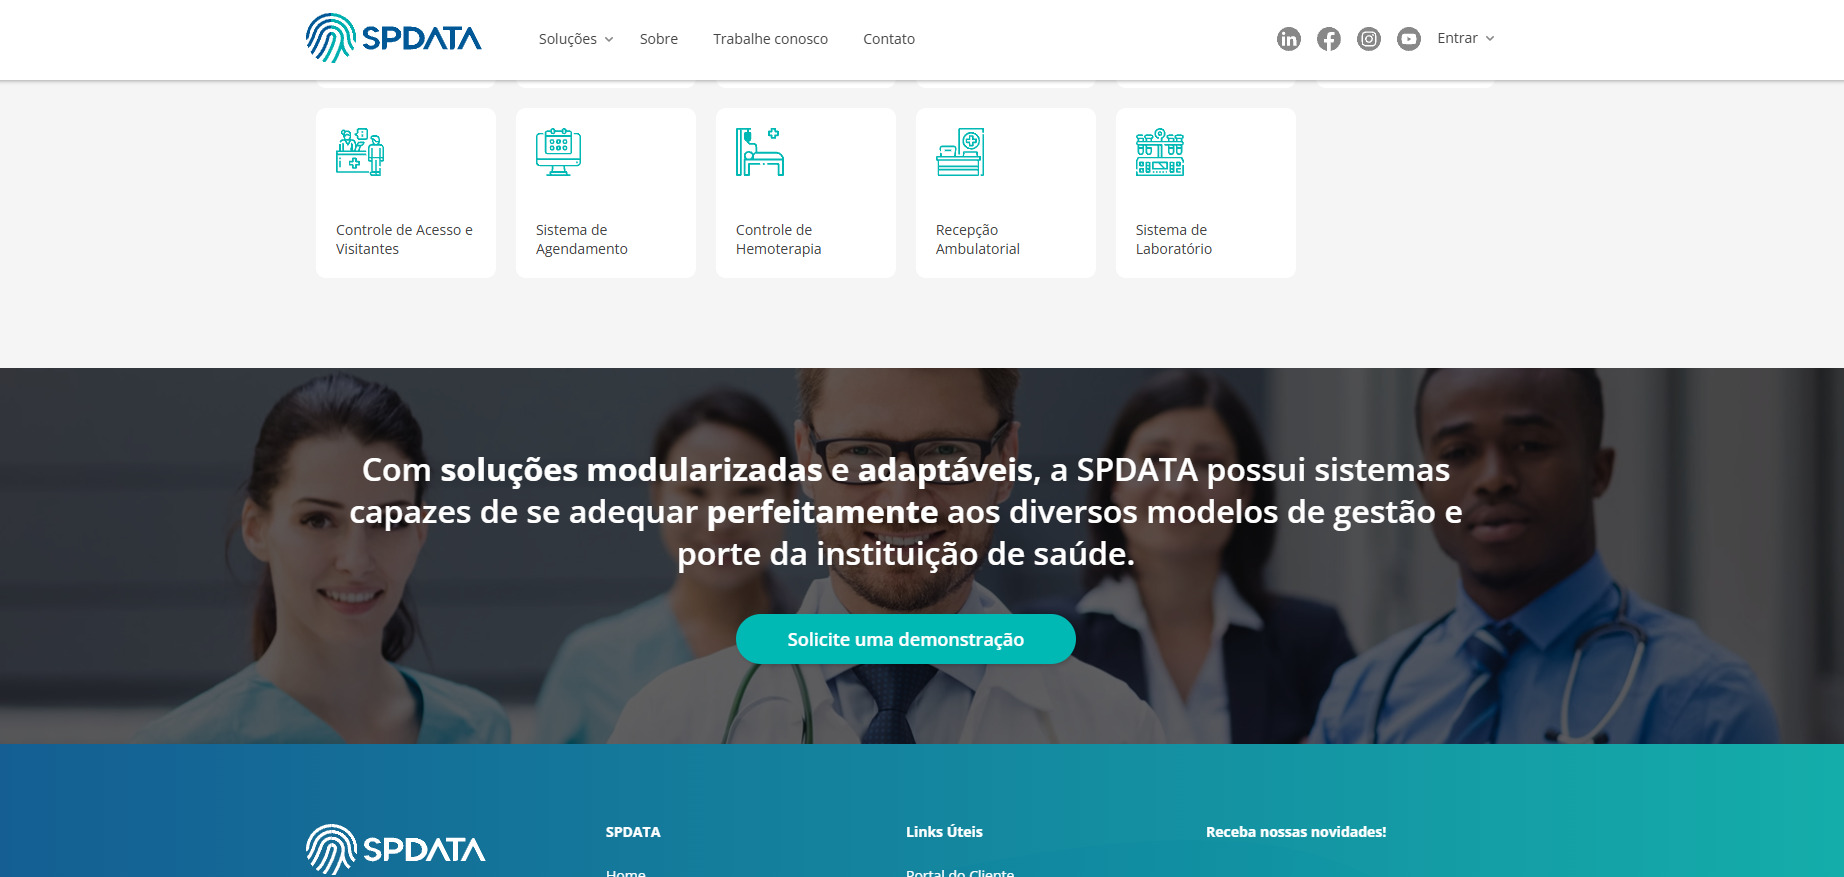 SPDATA
Soluções
Sobre
Trabalhe conosco
Contato
Entrar
Controle de Acesso e
Visitantes
Sistema de
Agendamento
Controle de
Hemoterapia
Recepção
Ambulatorial
Sistema de
Laboratório
Com soluções modularizadas e adaptáveis, a SPDATA possui sistemas
capazes de se adequar perfeitamente aos diversos modelos de gestão e
porte da instituição de saúde.
Solicite uma demonstração
SPDATA
SPDATA
Home
Links Úteis
Portal do Cliente
Receba nossas novidades!